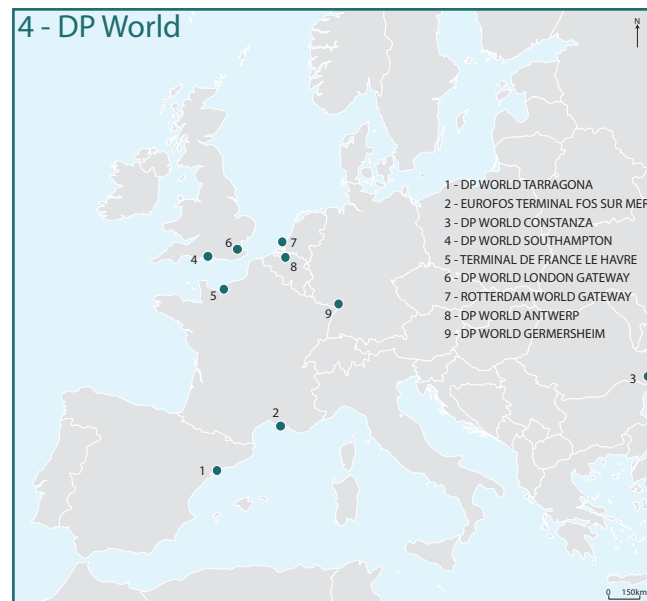 4 - DP World
N
1 - DP WORLD TARRAGONA
2 - EUROFOS TERMINAL FOS SUR MER
3 - DP WORLD CONSTANZA
4 - DP WORLD SOUTHAMPTON
5 - TERMINAL DE FRANCE LE HAVRE
6 - DP WORLD LONDON GATEWAY
7 - ROTTERDAM WORLD GATEWAY
8 - DP WORLD ANTWERP
9 - DP WORLD GERMERSHEIM
6
7
4
8
5
9
3
2
1
0 150km